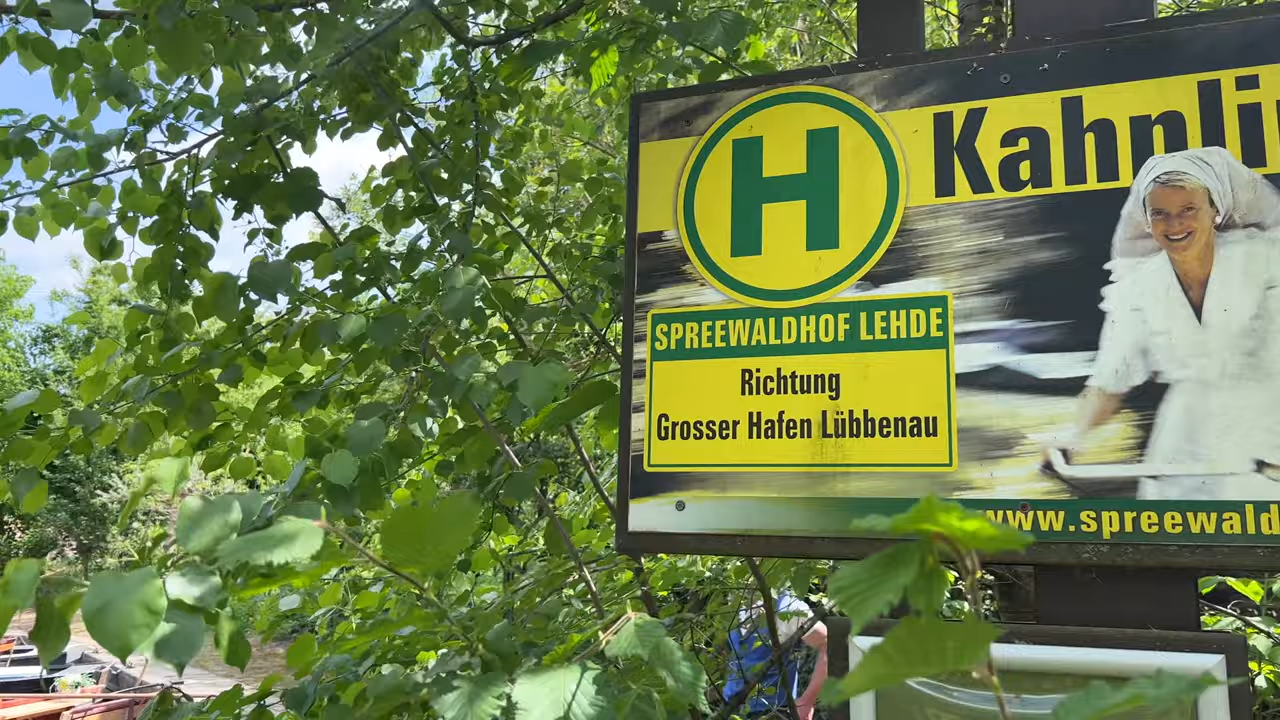 H Kahnli
SPREEWALDHOF LEHDE
Richtung
Grosser Hafen Lübbenau
www.spreewald